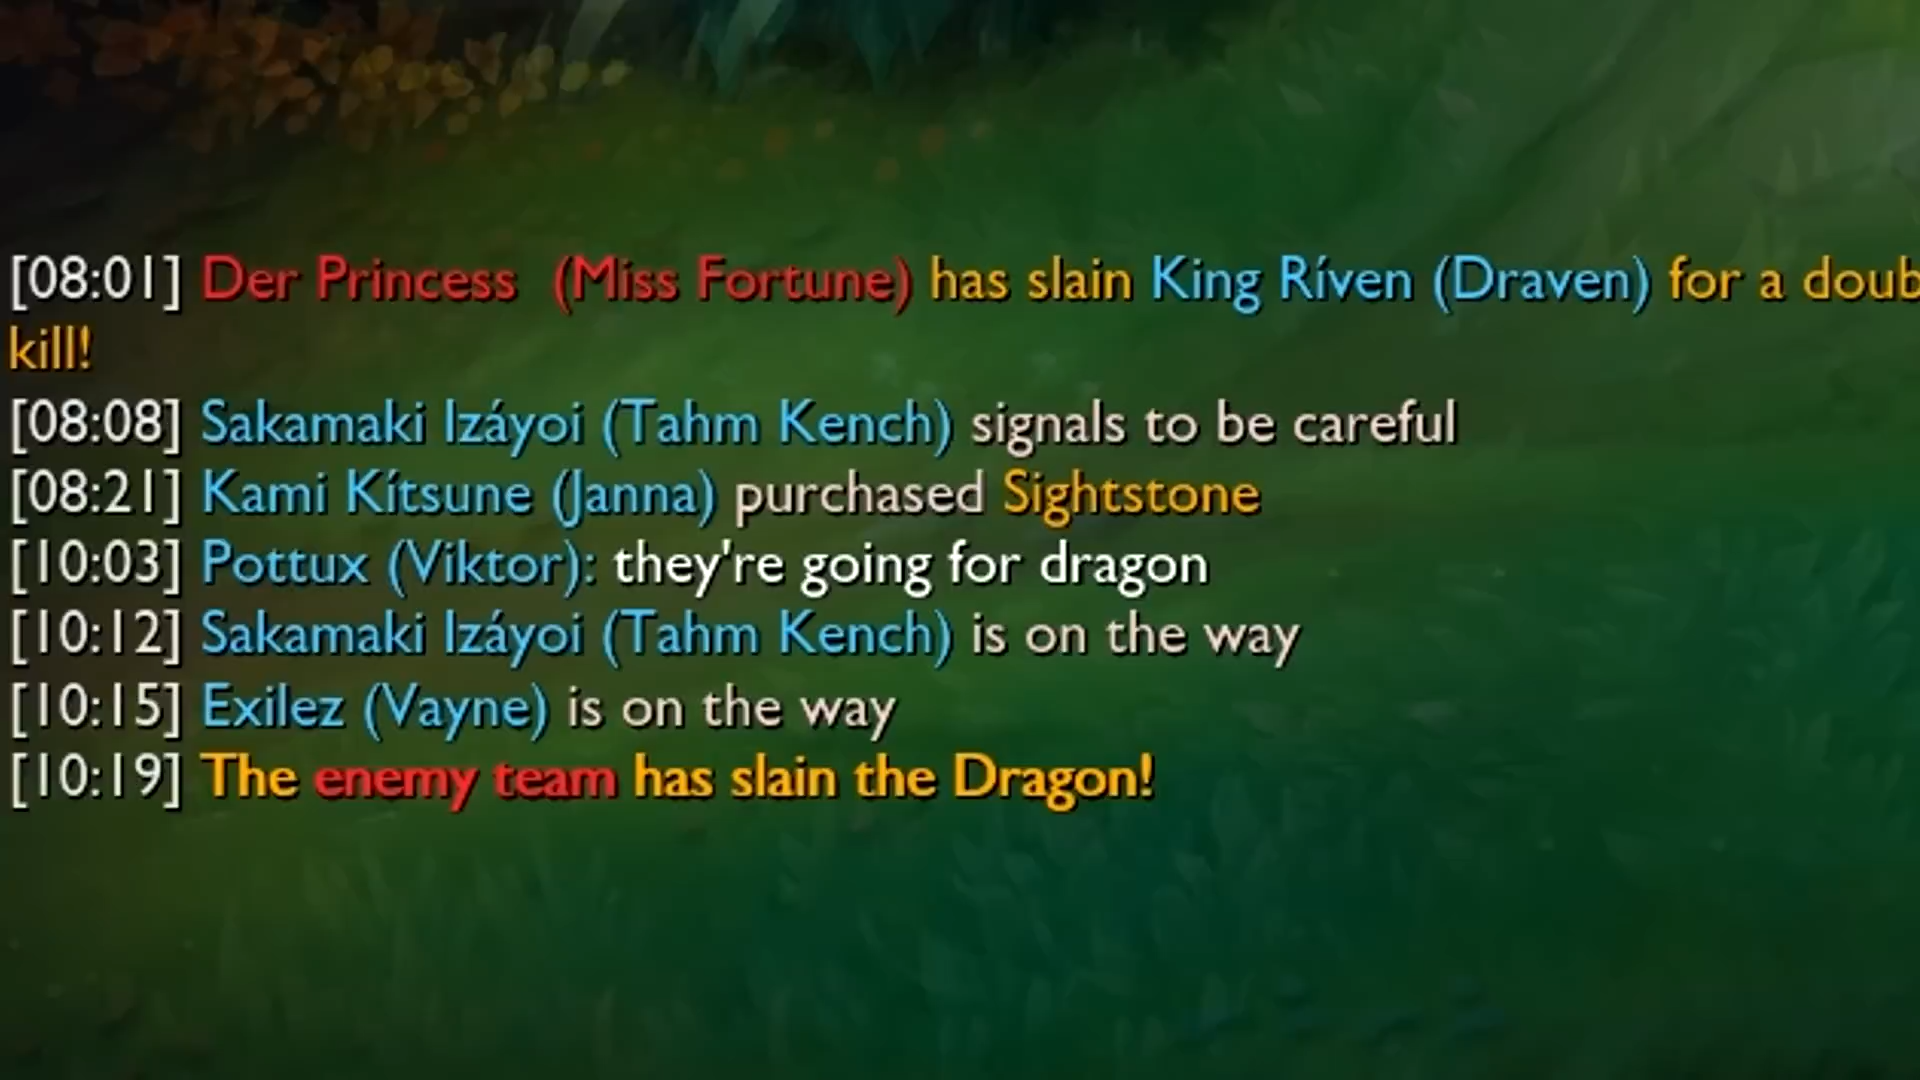 [08:01] Der Princess (Miss Fortune) has slain King Ríven (Draven) for a doub
kill!
[08:08] Sakamaki Izáyoi (Tahm Kench) signals to be careful
[08:21] Kami Kítsune (Janna) purchased Sightstone
[10:03] Pottux (Viktor): they're going for dragon
[10:12] Sakamaki Izáyoi (Tahm Kench) is on the way
[10:15] Exilez (Vayne) is on the way
[10:19] The enemy team has slain the Dragon!